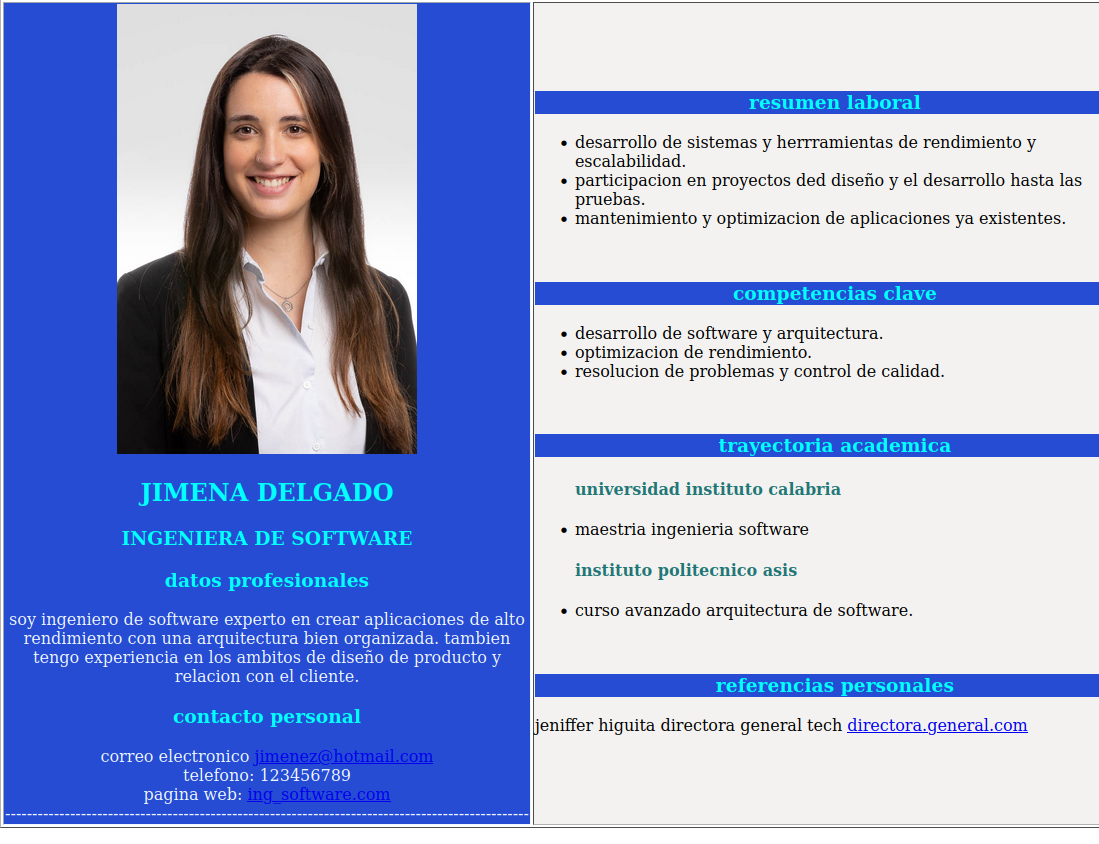 JIMENA DELGADO
INGENIERA DE SOFTWARE
datos profesionales
soy ingeniero de software experto en crear aplicaciones de alto
rendimiento con una arquitectura bien organizada. tambien
tengo experiencia en los ambitos de diseño de producto y
relacion con el cliente.
contacto personal
correo electronico jimenez@hotmail.com
telefono: 123456789
pagina web: ing_software.com
resumen laboral
• desarrollo de sistemas y herrramientas de rendimiento y
escalabilidad.
• participacion en proyectos ded diseño y el desarrollo hasta las
pruebas.
• mantenimiento y optimizacion de aplicaciones ya existentes.
competencias clave
• desarrollo de software y arquitectura.
• optimizacion de rendimiento.
• resolucion de problemas y control de calidad.
trayectoria academica
universidad instituto calabria
• maestria ingenieria software
instituto politecnico asis
• curso avanzado arquitectura de software.
referencias personales
jeniffer higuita directora general tech directora.general.com